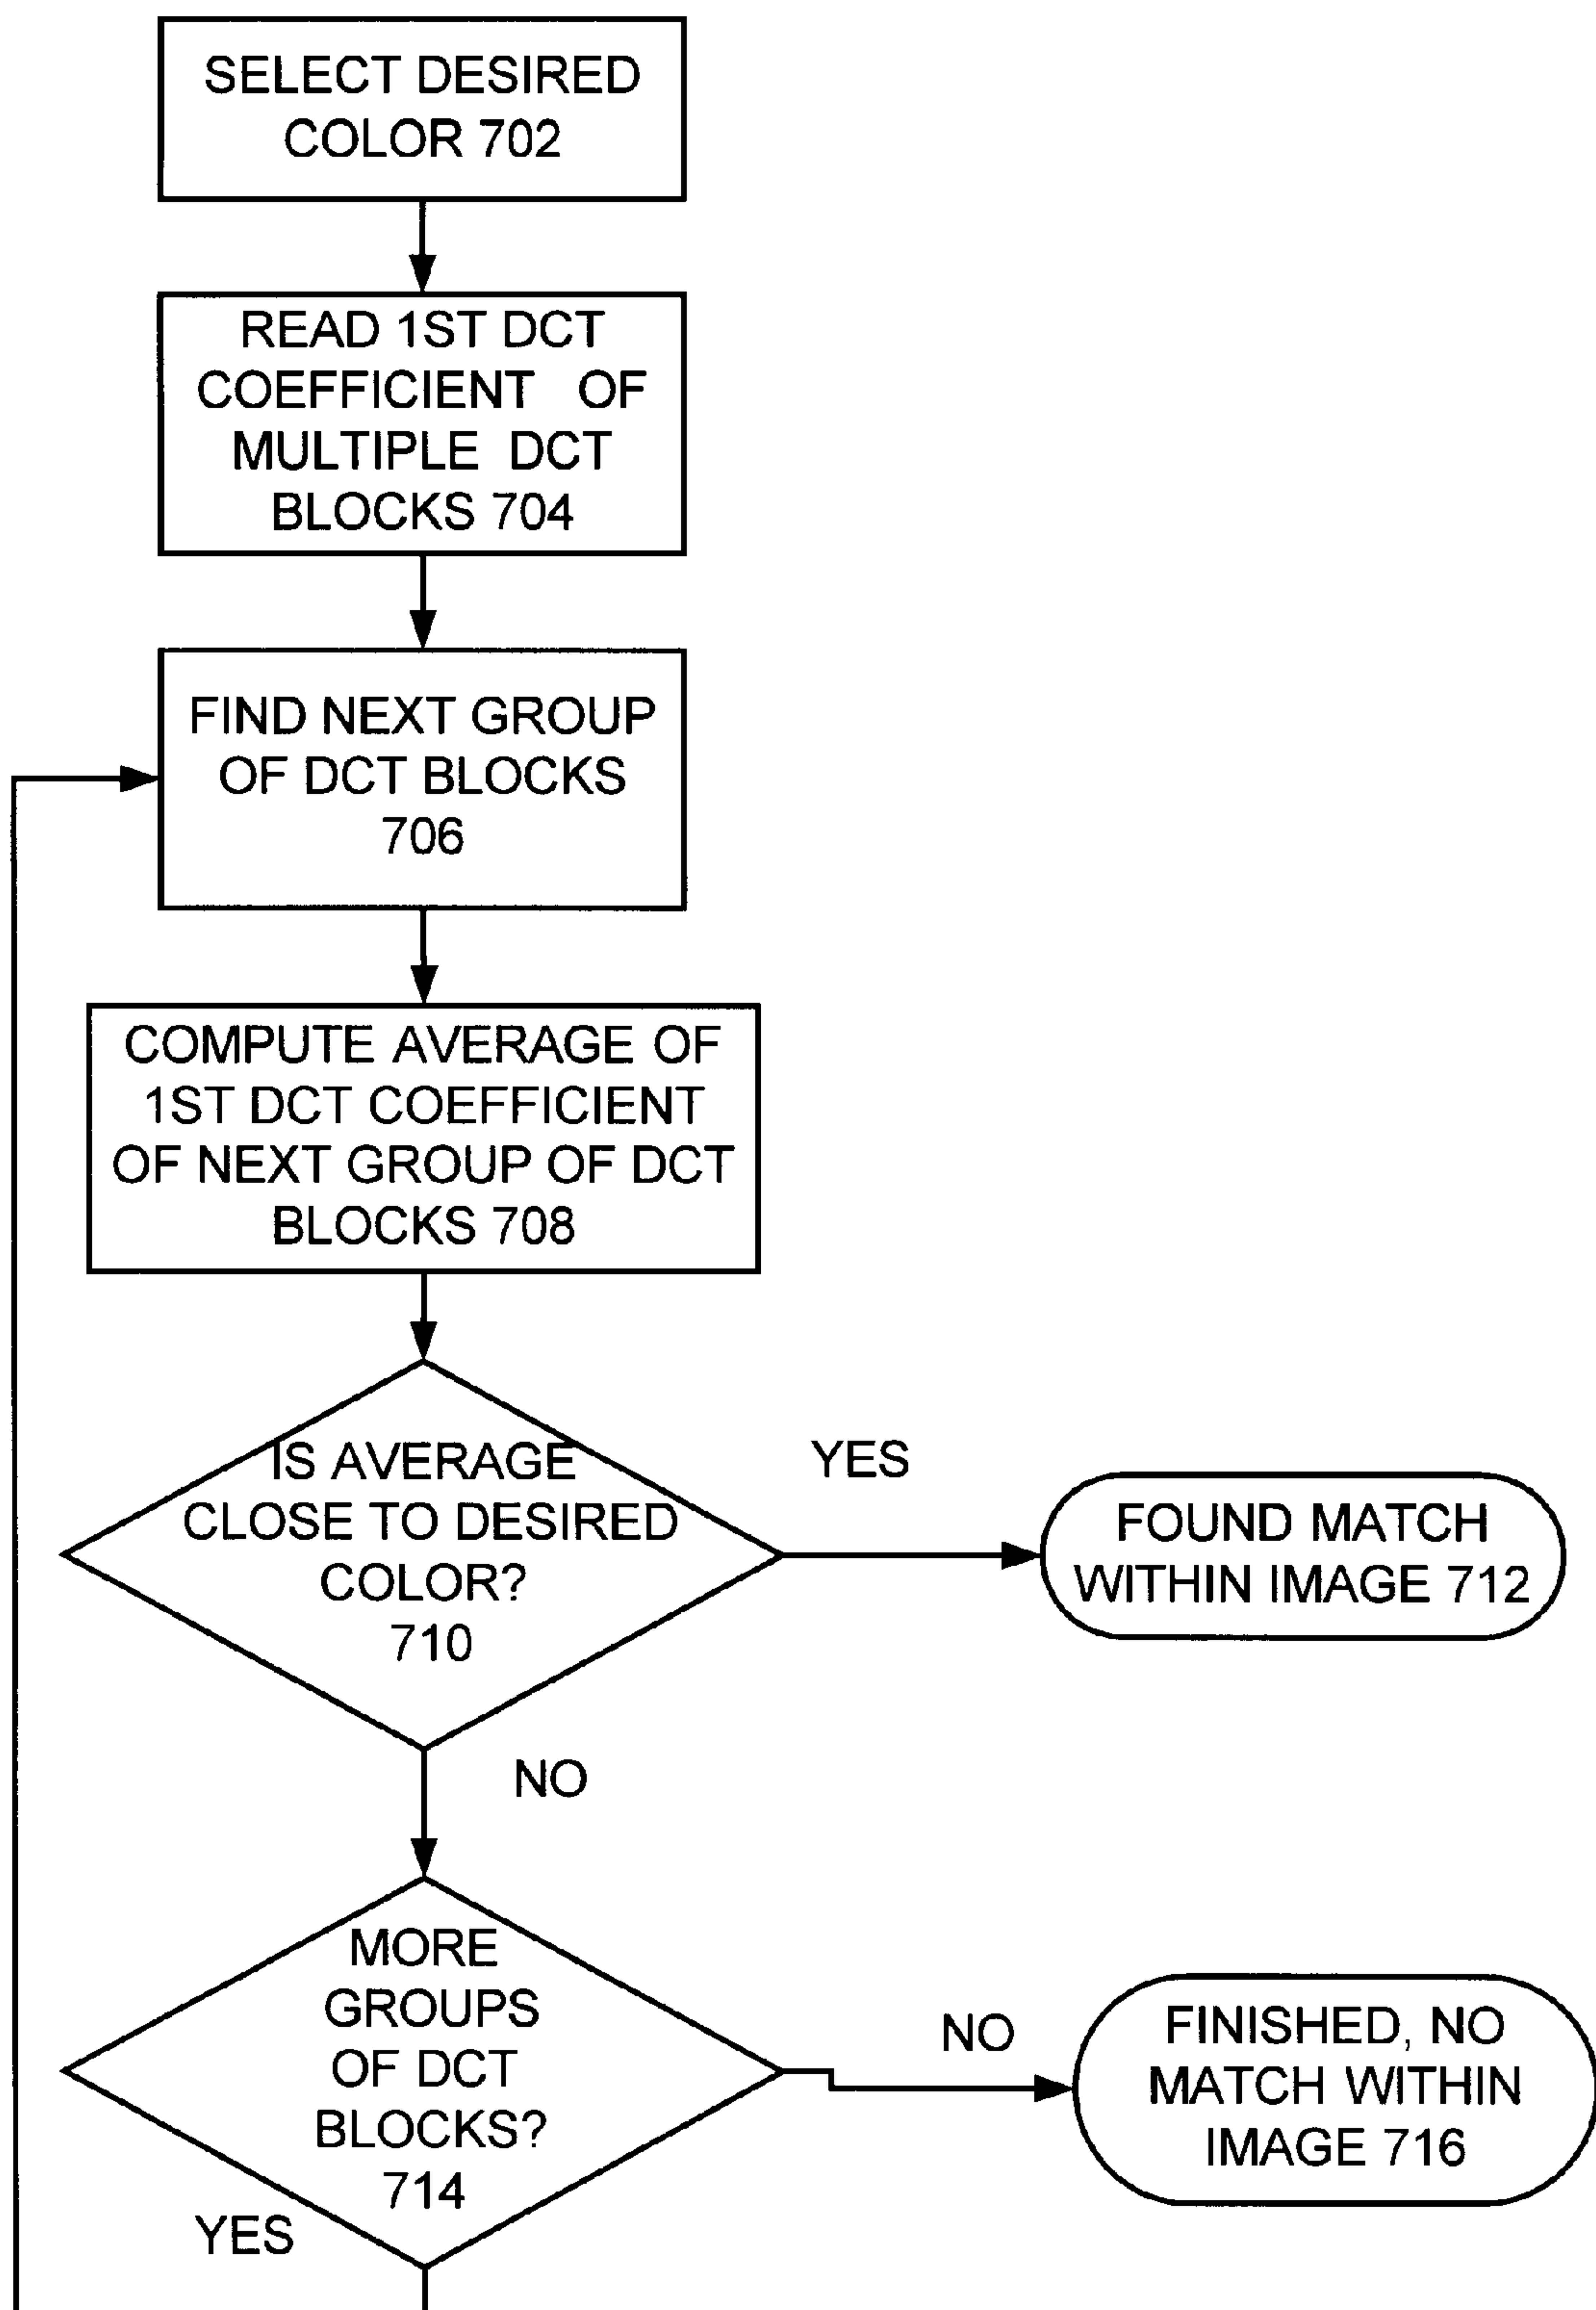 SELECT DESIRED
COLOR 702
READ 1ST DCT
COEFFICIENT OF
MULTIPLE DCT
BLOCKS 704
FIND NEXT GROUP
OF DCT BLOCKS
706
COMPUTE AVERAGE OF
1ST DCT COEFFICIENT
OF NEXT GROUP OF DCT
BLOCKS 708
IS AVERAGE
CLOSE TO DESIRED
COLOR?
710
YES
FOUND MATCH
WITHIN IMAGE 712
NO
MORE
GROUPS
OF DCT
BLOCKS?
714
NO
FINISHED, NO
MATCH WITHIN
IMAGE 716
YES